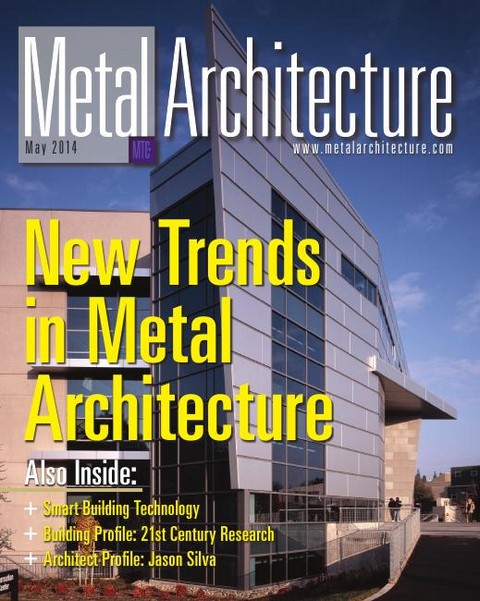 Metal Architecture
May 2014
MTG
www.metalarchitecture.com
New Trends
in Metal
Architecture
Also Inside:
+ Smart Building Technology
+ Building Profile: 21st Century Research
+ Architect Profile: Jason Silva